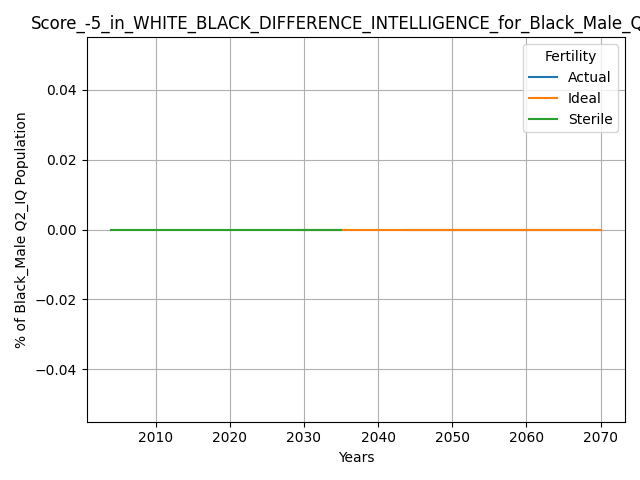 Score_-5_in_WHITE_BLACK_DIFFERENCE_INTELLIGENCE_for_Black_Male_Q
Fertility
Actual
Ideal
Sterile
% of Black_Male Q2_IQ Population
0.04
0.02
0.00
−0.02
−0.04
2010 2020 2030 2040 2050 2060 2070
Years